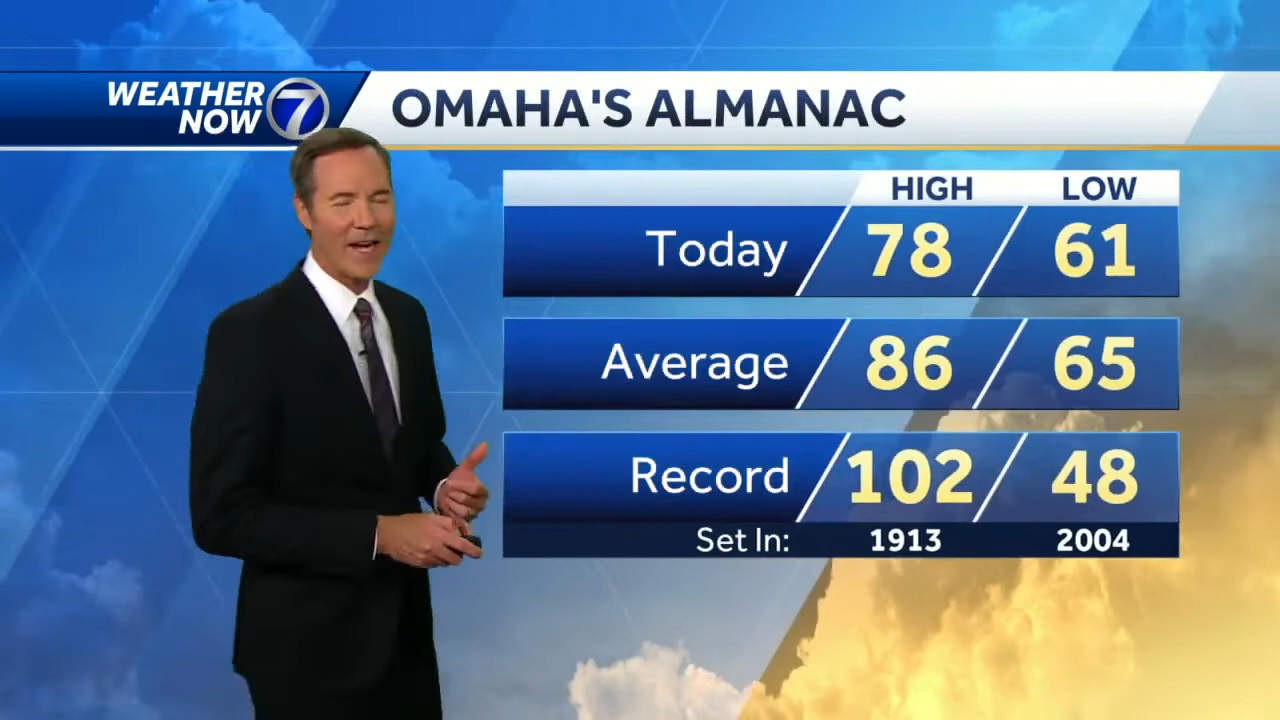 WEATHER
NOW 7
OMAHA'S ALMANAC
HIGH LOW
Today 78 61
Average 86 65
Record 102 48
Set In: 1913 2004